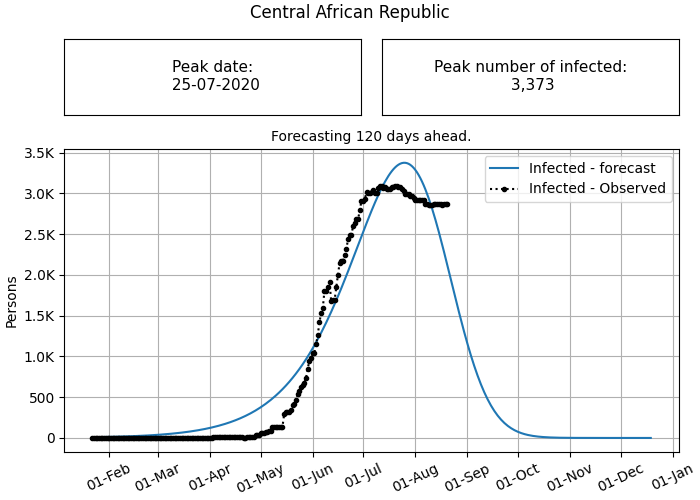 Central African Republic
Peak date:
25-07-2020
Peak number of infected:
3,373
Forecasting 120 days ahead.
3.5K
3.0K
2.5K
2.0K
1.5K
1.0K
500
0
Persons
Infected - forecast
Infected - Observed
01-Feb
01-Mar
01-Apr
01-May
01-Jun
01-Jul
01-Aug
01-Sep
01-Oct
01-Nov
01-Dec
01-Jan